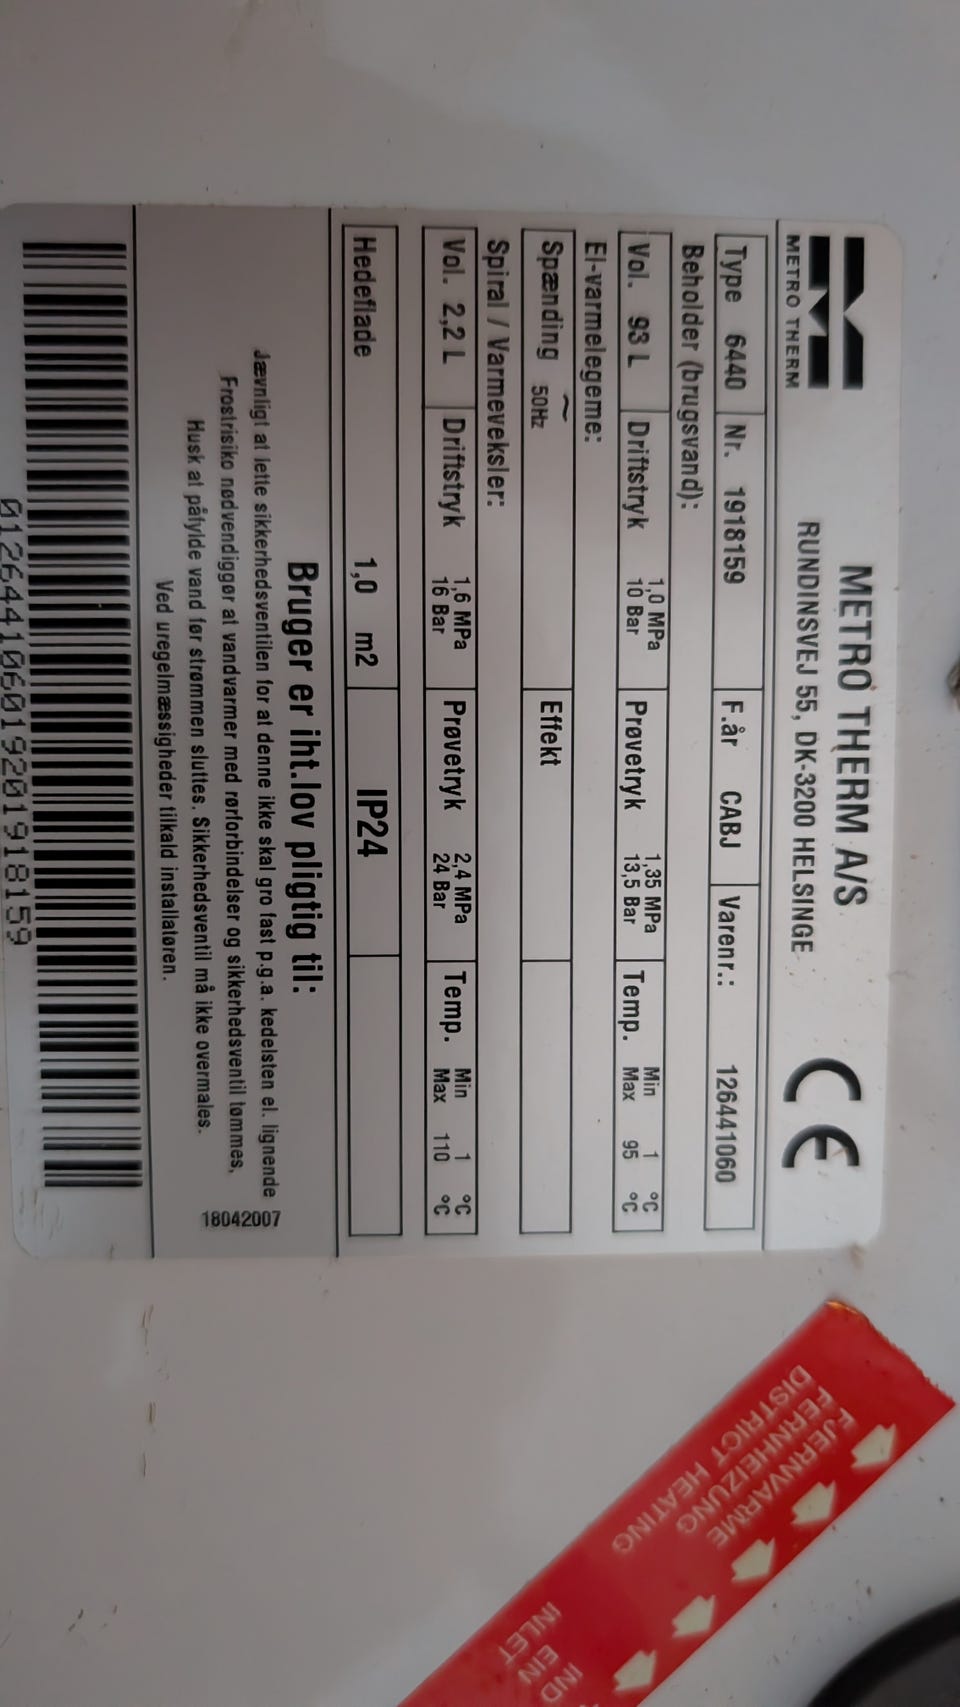 METRO THERM
METRO THERM A/S
RUNDINSVEJ 55, DK-3200 HELSINGE
CE
Type 6440 Nr. 1918159 F.år CABJ Varenr.: 126441060
Beholder (brugsvand):
Vol. 93 L Driftstryk 1,0 MPa 10 Bar Prøvetryk 1,35 MPa 13,5 Bar Temp. Min 1 °C Max 95 °C
El-varmelegeme:
Spænding ~ 50Hz Effekt
Spiral / Varmeveksler:
Vol. 2,2 L Driftstryk 1,6 MPa 16 Bar Prøvetryk 2,4 MPa 24 Bar Temp. Min 1 °C Max 110 °C
Hedeflade 1,0 m2 IP24
Bruger er iht.lov pligtig til:
Jævnligt at lette sikkerhedsventilen for at denne ikke skal gro fast p.g.a. kedelsten el. lignende
Frostrisiko nødvendiggør at vandvarmer med rørforbindelser og sikkerhedsventil tømmes.
Husk at påfylde vand før strømmen sluttes. Sikkerhedsventil må ikke overmales.
Ved uregelmæssigheder tilkald installatøren.
18042007
012644106019201918159
FJERNVARME
FERNHEIZUNG
DISTRICT HEATING
IND
EIN
INLET